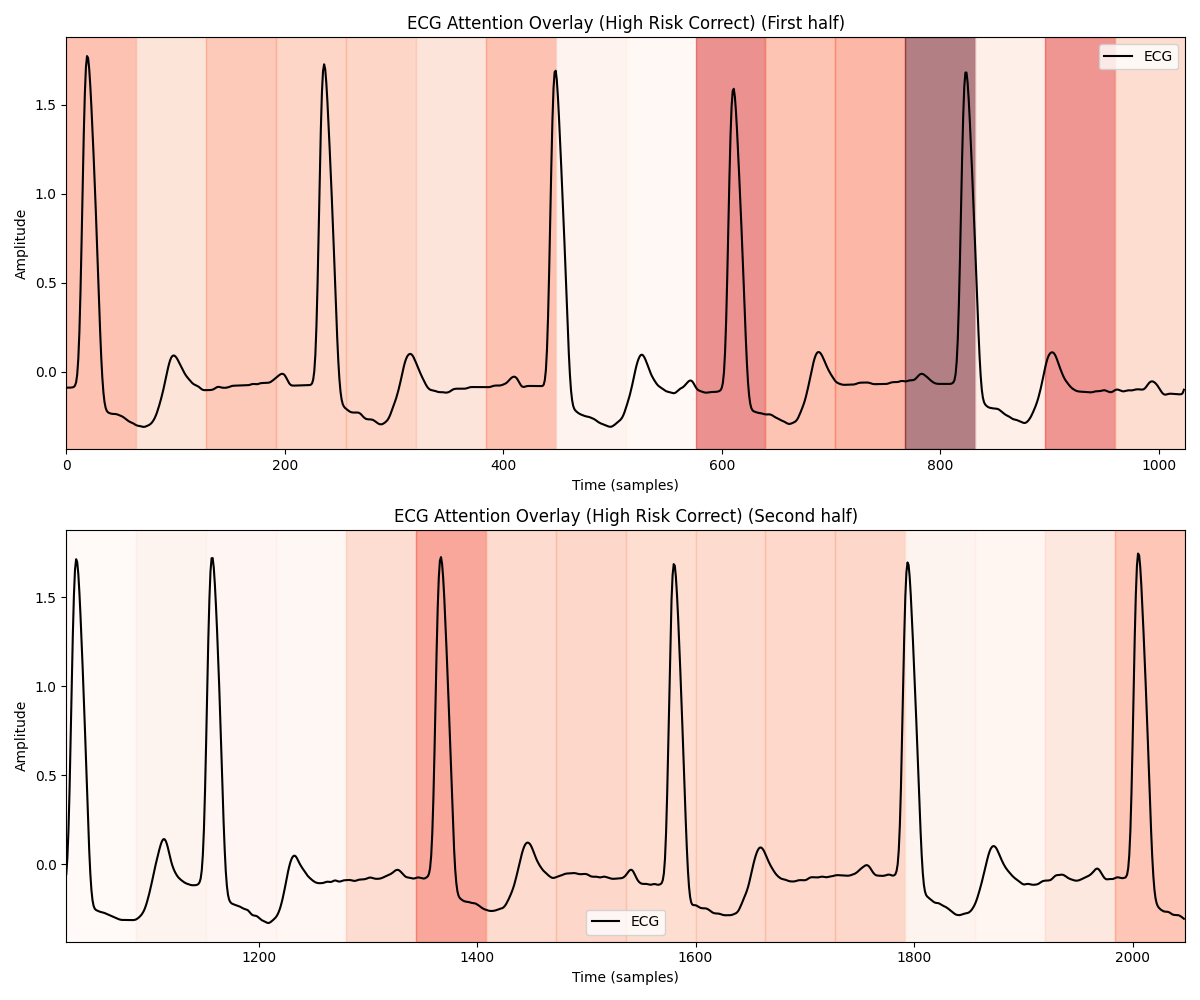 ECG Attention Overlay (High Risk Correct) (First half)
ECG
Amplitude
1.5
1.0
0.5
0.0
0 200 400 600 800 1000
Time (samples)
ECG Attention Overlay (High Risk Correct) (Second half)
Amplitude
1.5
1.0
0.5
0.0
ECG
1200 1400 1600 1800 2000
Time (samples)